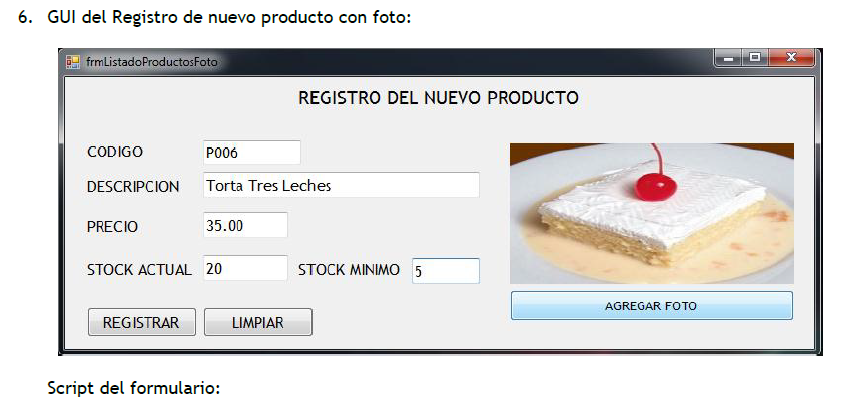 6. GUI del Registro de nuevo producto con foto:
frmListadoProductosFoto
REGISTRO DEL NUEVO PRODUCTO
CODIGO P006
DESCRIPCION Torta Tres Leches
PRECIO 35.00
STOCK ACTUAL 20 STOCK MINIMO 5
AGREGAR FOTO
REGISTRAR LIMPIAR
Script del formulario: